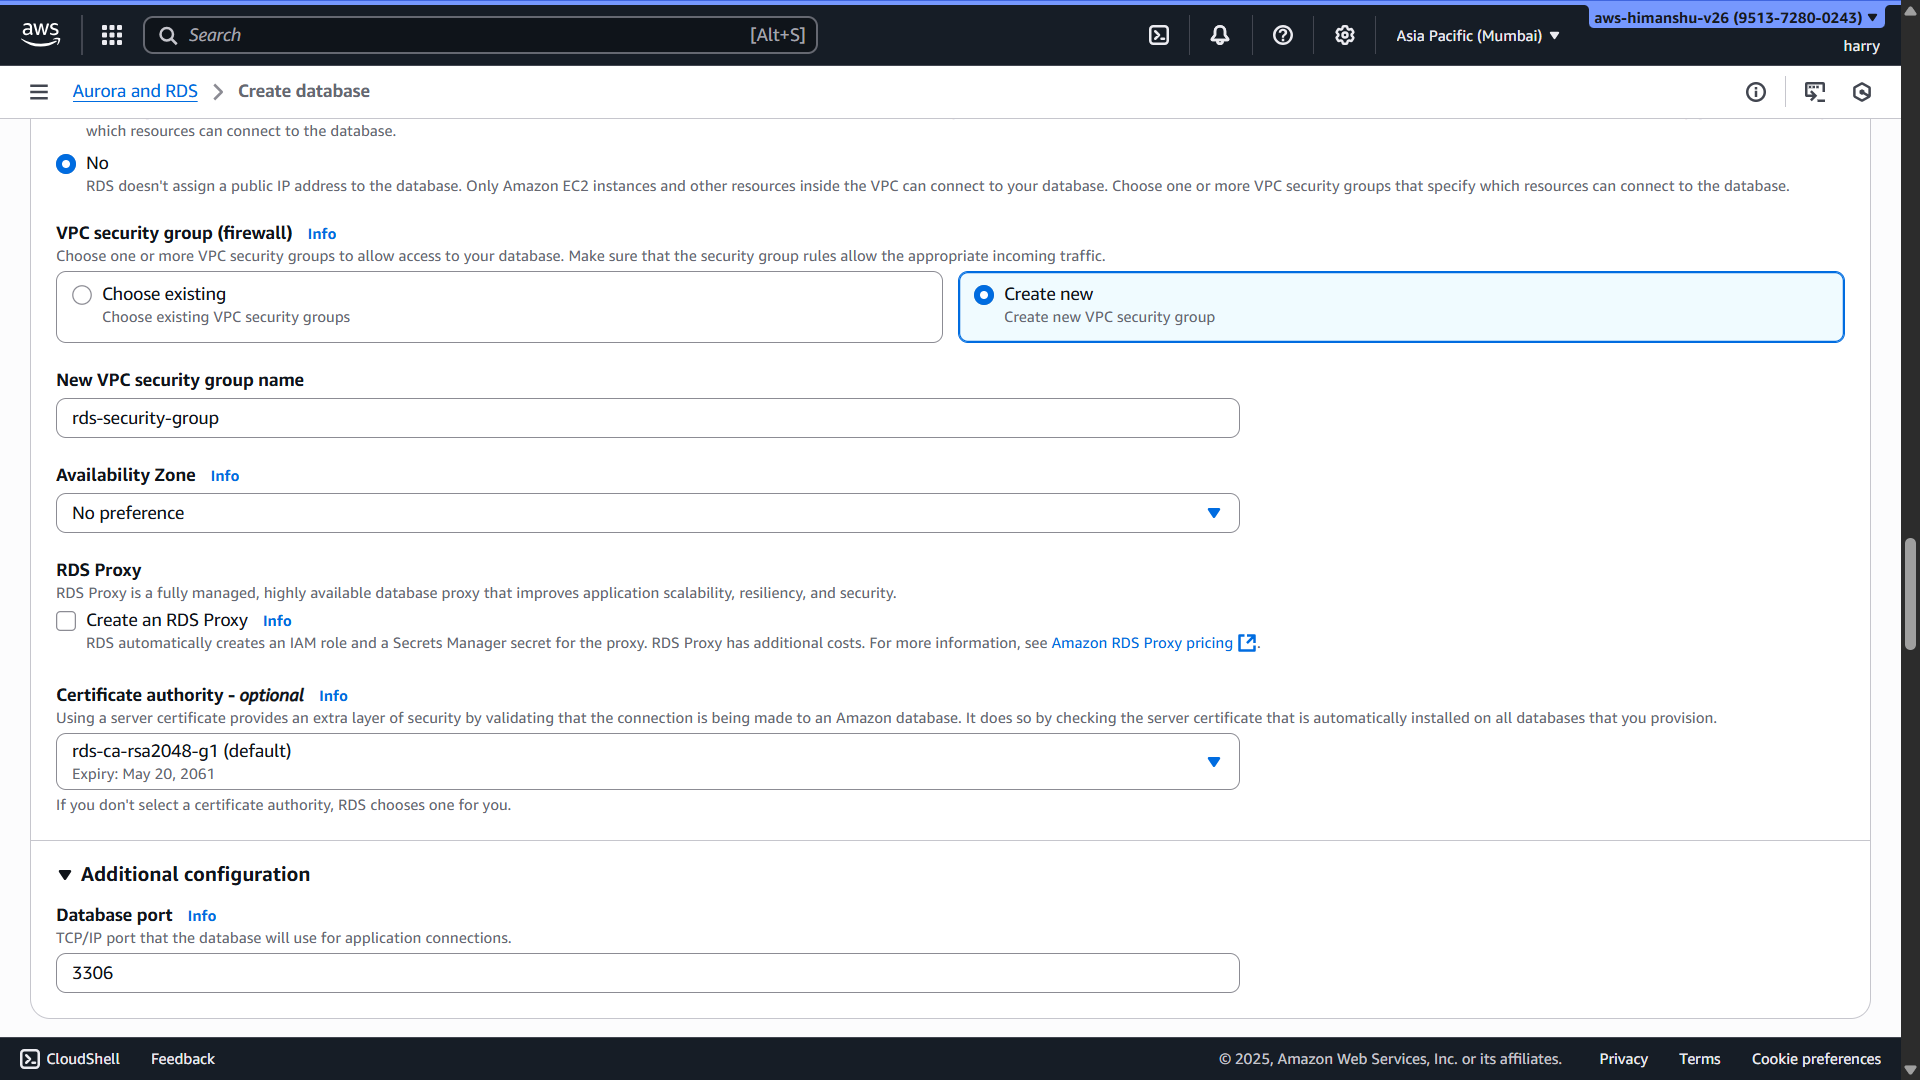 aws
Search
[Alt+S]
Asia Pacific (Mumbai)
aws-himanshu-v26 (9513-7280-0243)
harry
Aurora and RDS
Create database
which resources can connect to the database.
No
RDS doesn't assign a public IP address to the database. Only Amazon EC2 instances and other resources inside the VPC can connect to your database. Choose one or more VPC security groups that specify which resources can connect to the database.
VPC security group (firewall) Info
Choose one or more VPC security groups to allow access to your database. Make sure that the security group rules allow the appropriate incoming traffic.
Choose existing
Choose existing VPC security groups
Create new
Create new VPC security group
New VPC security group name
rds-security-group
Availability Zone Info
No preference
RDS Proxy
RDS Proxy is a fully managed, highly available database proxy that improves application scalability, resiliency, and security.
Create an RDS Proxy Info
RDS automatically creates an IAM role and a Secrets Manager secret for the proxy. RDS Proxy has additional costs. For more information, see Amazon RDS Proxy pricing.
Certificate authority - optional Info
Using a server certificate provides an extra layer of security by validating that the connection is being made to an Amazon database. It does so by checking the server certificate that is automatically installed on all databases that you provision.
rds-ca-rsa2048-g1 (default)
Expiry: May 20, 2061
If you don't select a certificate authority, RDS chooses one for you.
Additional configuration
Database port Info
TCP/IP port that the database will use for application connections.
3306
CloudShell
Feedback
© 2025, Amazon Web Services, Inc. or its affiliates.
Privacy
Terms
Cookie preferences